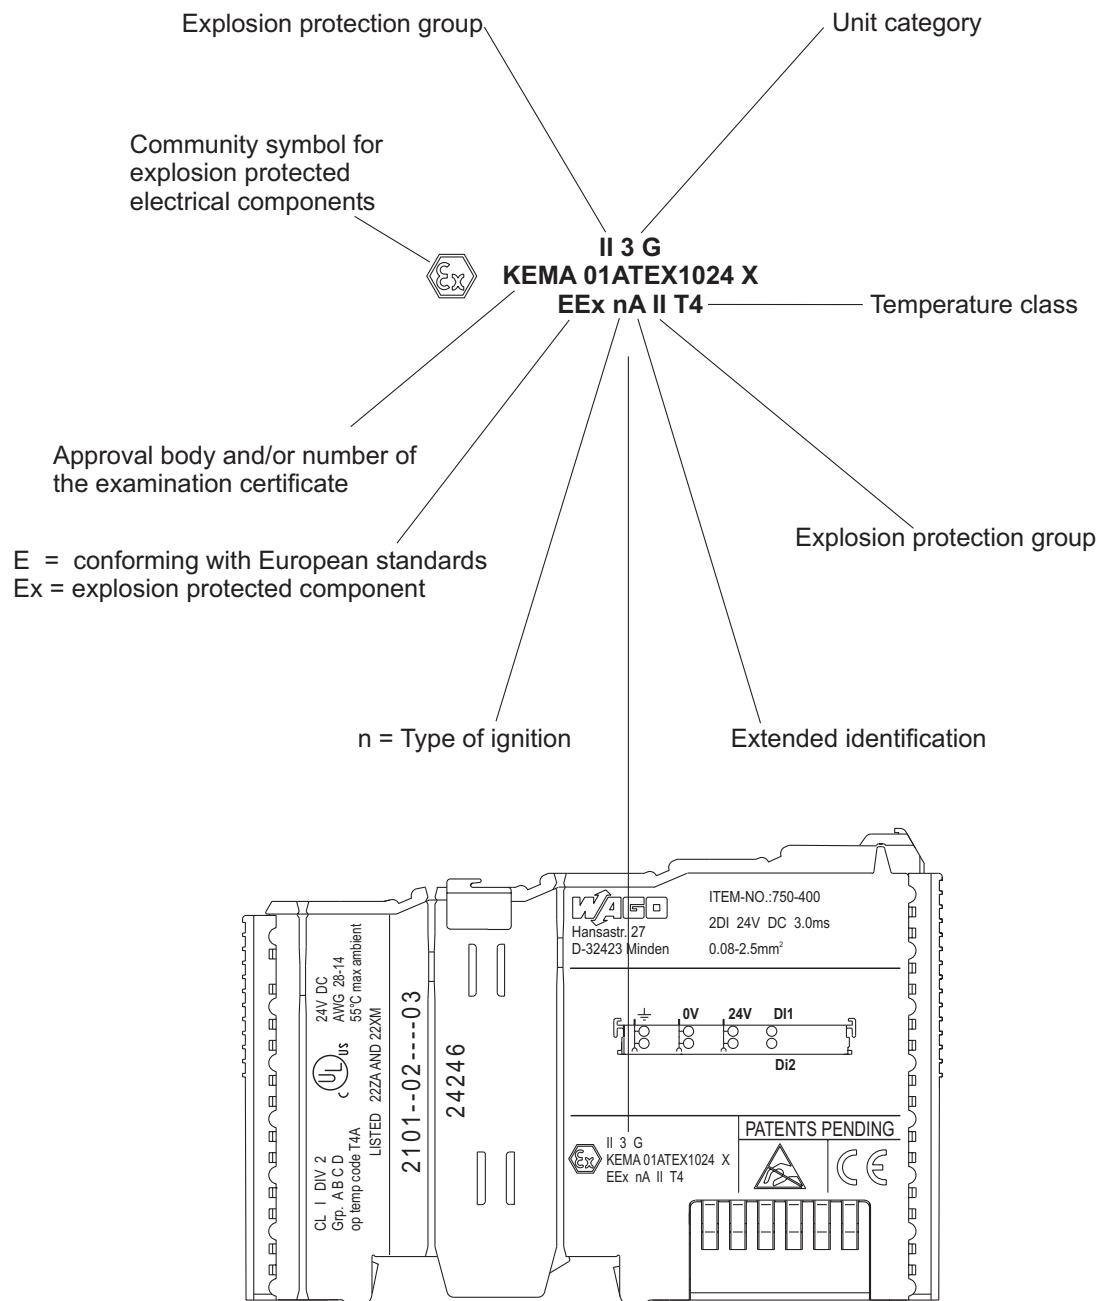 Explosion protection group
Unit category
Community symbol for
explosion protected
electrical components
II 3 G
KEMA 01ATEX1024 X
EEx nA II T4
Temperature class
Approval body and/or number of
the examination certificate
Explosion protection group
E = conforming with European standards
Ex = explosion protected component
n = Type of ignition
Extended identification
24V DC
AWG 28-14
55°C max ambient
C UL US
LISTED 22ZA AND 22XM
CL I DIV 2
Grp. A B C D
op temp code T4A
2101--02----03
24246
WAGO
Hansastr. 27
D-32423 Minden
ITEM-NO.:750-400
2DI 24V DC 3.0ms
0.08-2.5mm²
0V 24V DI1
Di2
Ex
II 3 G
KEMA 01ATEX1024 X
EEx nA II T4
PATENTS PENDING
CE